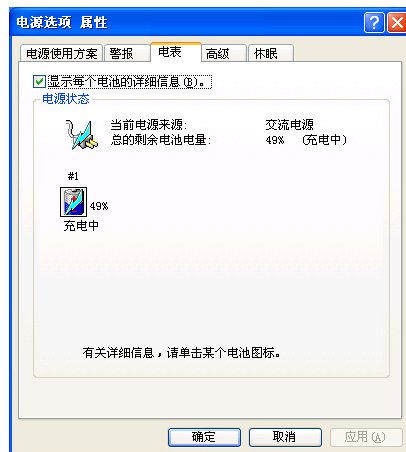 电源选项 属性
电源使用方案 警报 电表 高级 休眠
显示每个电池的详细信息(B)。
电源状态
当前电源来源: 交流电源
总的剩余电池电量: 49% (充电中)
#1
49%
充电中
有关详细信息，请单击某个电池图标。
确定 取消 应用(A)